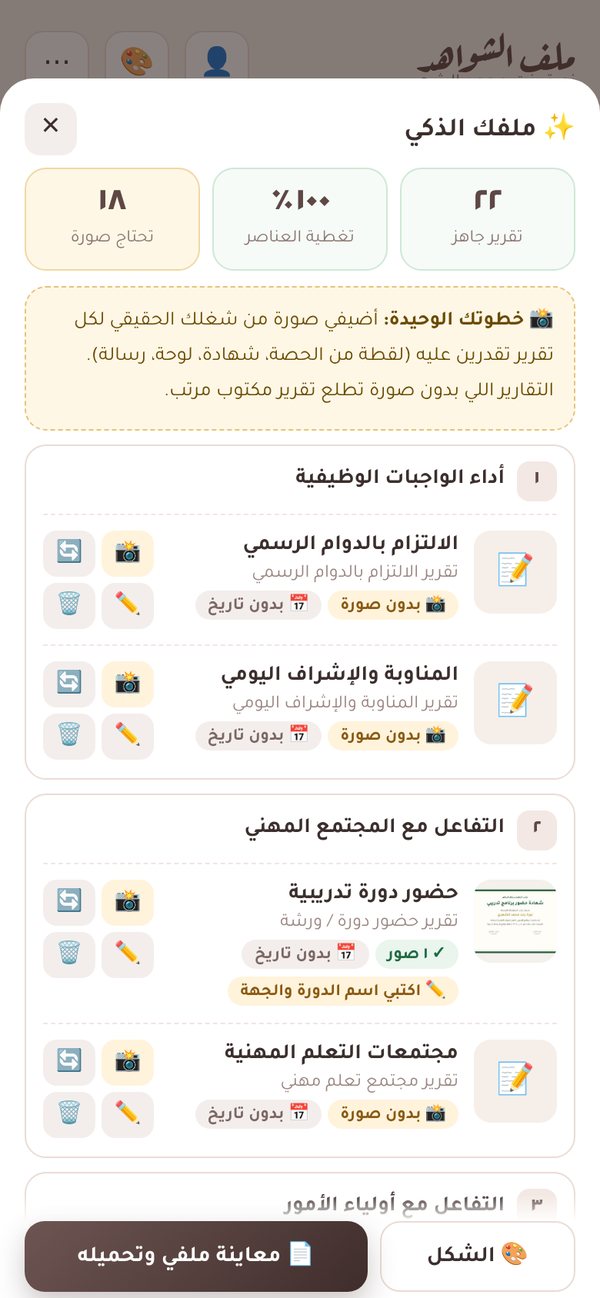 ملف الشواهد
✨ ملفك الذكي
٢٢
تقرير جاهز
١٠٠٪
تغطية العناصر
١٨
تحتاج صورة
📸 خطوتك الوحيدة: أضيفي صورة من شغلك الحقيقي لكل
تقرير تقدرين عليه (لقطة من الحصة، شهادة، لوحة، رسالة).
التقارير اللي بدون صورة تطلع تقرير مكتوب مرتب.
١ أداء الواجبات الوظيفية
الالتزام بالدوام الرسمي
تقرير الالتزام بالدوام الرسمي
📸 بدون صورة
📅 بدون تاريخ
المناوبة والإشراف اليومي
تقرير المناوبة والإشراف اليومي
📸 بدون صورة
📅 بدون تاريخ
٢ التفاعل مع المجتمع المهني
حضور دورة تدريبية
تقرير حضور دورة / ورشة
✓ ١ صور
📅 بدون تاريخ
✏️ اكتبي اسم الدورة والجهة
شهادة حضور برنامج تدريبي
مجتمعات التعلم المهنية
تقرير مجتمع تعلم مهني
📸 بدون صورة
📅 بدون تاريخ
٣ التفاعل مع أولياء الأمور
🎨 الشكل
📄 معاينة ملفي وتحميله